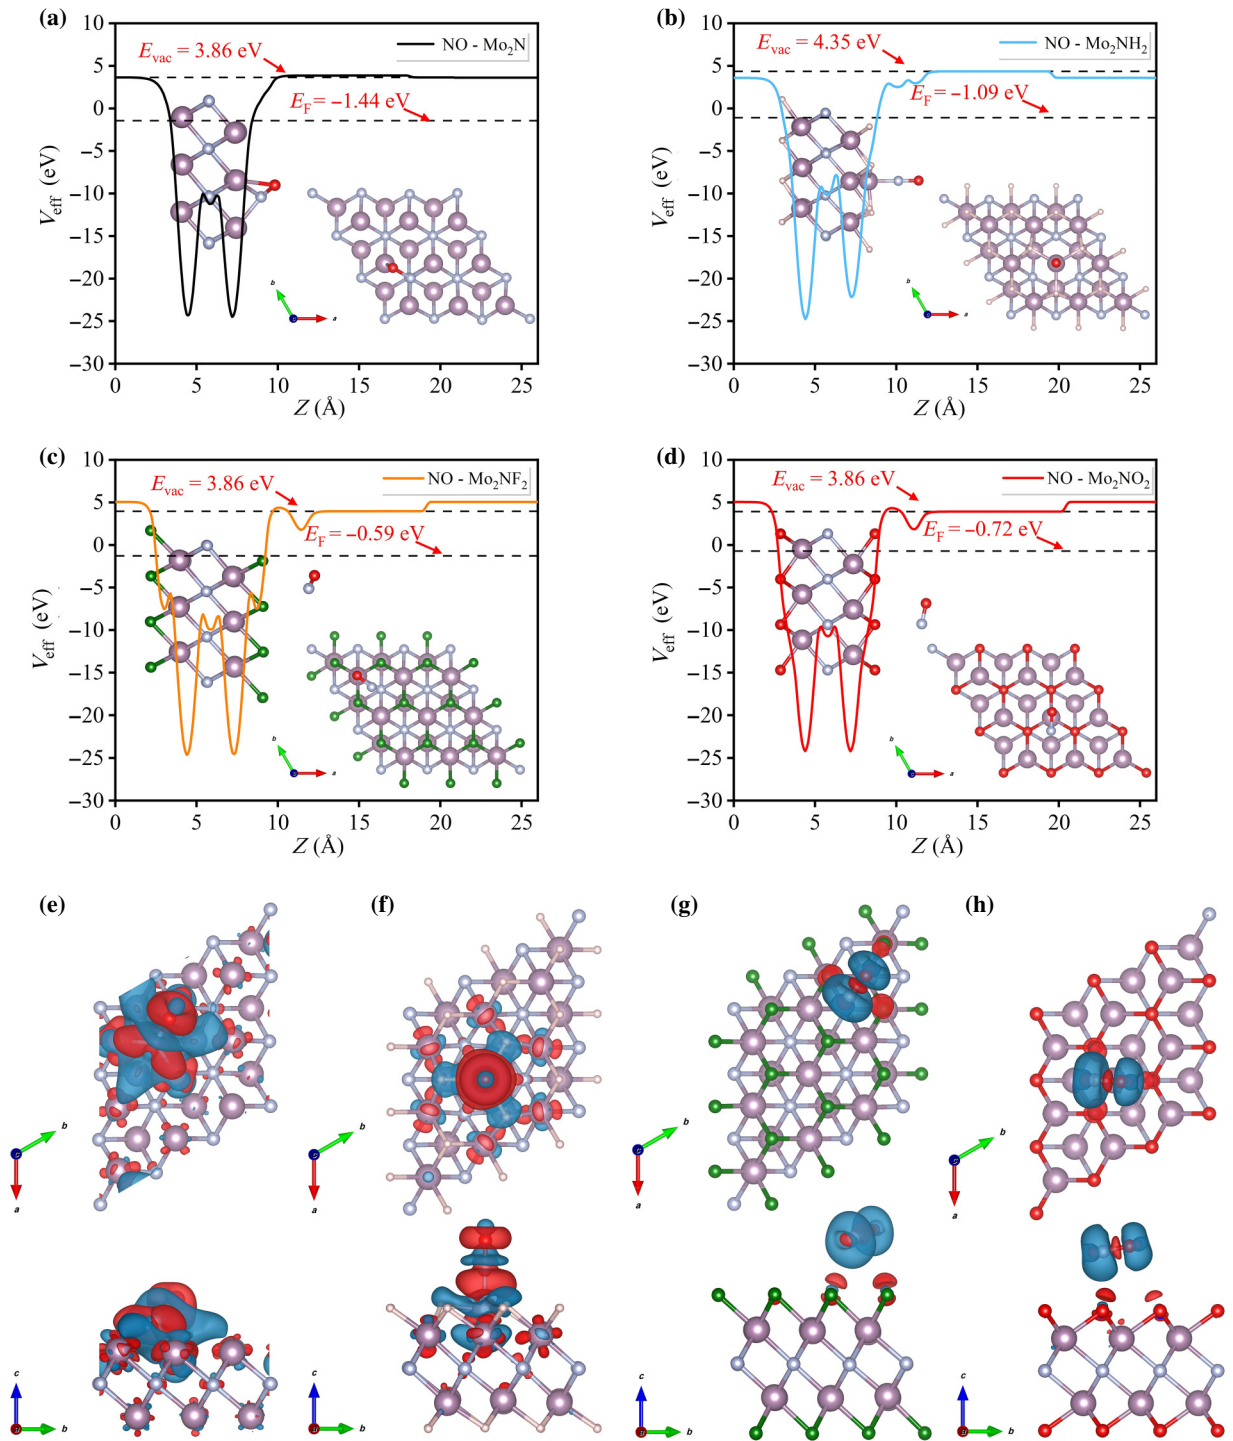 (a)
10
5
0
−5
−10
−15
−20
−25
−30
V_eff (eV)
E_vac = 3.86 eV
NO - Mo₂N
E_F = −1.44 eV
b
a
0 5 10 15 20 25
Z (Å)
(b)
10
5
0
−5
−10
−15
−20
−25
−30
V_eff (eV)
E_vac = 4.35 eV
NO - Mo₂NH₂
E_F = −1.09 eV
b
a
0 5 10 15 20 25
Z (Å)
(c)
10
5
0
−5
−10
−15
−20
−25
−30
V_eff (eV)
E_vac = 3.86 eV
NO - Mo₂NF₂
E_F = −0.59 eV
b
a
0 5 10 15 20 25
Z (Å)
(d)
10
5
0
−5
−10
−15
−20
−25
−30
V_eff (eV)
E_vac = 3.86 eV
NO - Mo₂NO₂
E_F = −0.72 eV
b
a
0 5 10 15 20 25
Z (Å)
(e)
b
a
c
b
(f)
b
a
c
b
(g)
b
a
c
b
(h)
b
a
c
b